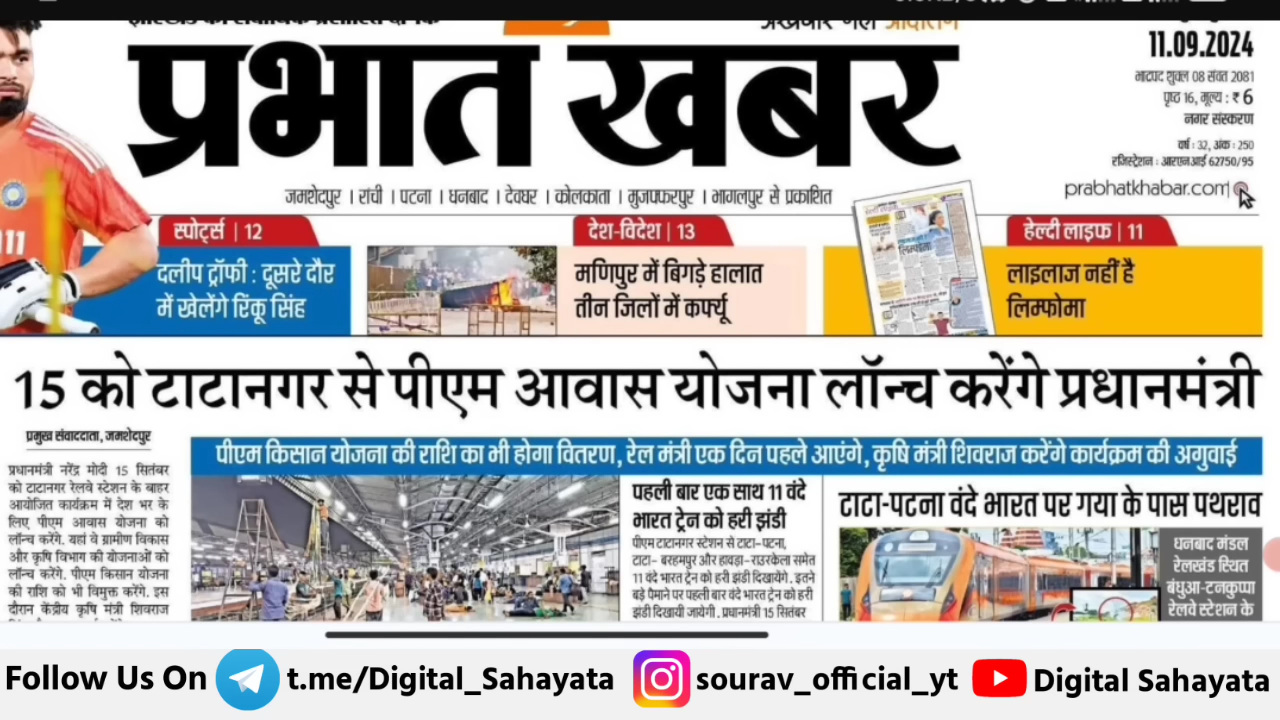 प्रभात खबर
11.09.2024
भाद्रपद शुक्ल 08 संवत 2081
पृष्ठ 16, मूल्य : ₹ 6
नगर संस्करण
वर्ष : 32, अंक : 250
रजिस्ट्रेशन : आरएनआई 62750/95
जमशेदपुर । रांची । पटना । धनबाद । देवघर । कोलकाता । मुजफ्फरपुर । भागलपुर से प्रकाशित
prabhatkhabar.com
स्पोर्ट्स | 12
दलीप ट्रॉफी : दूसरे दौर
में खेलेंगे रिंकू सिंह
देश-विदेश | 13
मणिपुर में बिगड़े हालात
तीन जिलों में कर्फ्यू
हेल्दी लाइफ | 11
लाइलाज नहीं है
लिम्फोमा
15 को टाटानगर से पीएम आवास योजना लॉन्च करेंगे प्रधानमंत्री
प्रमुख संवाददाता, जमशेदपुर
प्रधानमंत्री नरेंद्र मोदी 15 सितंबर
को टाटानगर रेलवे स्टेशन के बाहर
आयोजित कार्यक्रम में देश भर के
लिए पीएम आवास योजना को
लॉन्च करेंगे. यहां वे ग्रामीण विकास
और कृषि विभाग की योजनाओं को
लॉन्च करेंगे. पीएम किसान योजना
की राशि को भी विमुक्त करेंगे. इस
दौरान केंद्रीय कृषि मंत्री शिवराज
पीएम किसान योजना की राशि का भी होगा वितरण, रेल मंत्री एक दिन पहले आएंगे, कृषि मंत्री शिवराज करेंगे कार्यक्रम की अगुवाई
पहली बार एक साथ 11 वंदे
भारत ट्रेन को हरी झंडी
पीएम टाटानगर स्टेशन से टाटा-पटना,
टाटा- बरहमपुर और हावड़ा-राउरकेला समेत
11 वंदे भारत ट्रेन को हरी झंडी दिखायेंगे. इतने
बड़े पैमाने पर पहली बार वंदे भारत ट्रेन को हरी
झंडी दिखायी जायेगी. प्रधानमंत्री 15 सितंबर
टाटा-पटना वंदे भारत पर गया के पास पथराव
धनबाद मंडल
रेलखंड स्थित
बंधुआ-टनकुप्पा
रेलवे स्टेशन के
Follow Us On t.me/Digital_Sahayata sourav_official_yt Digital Sahayata